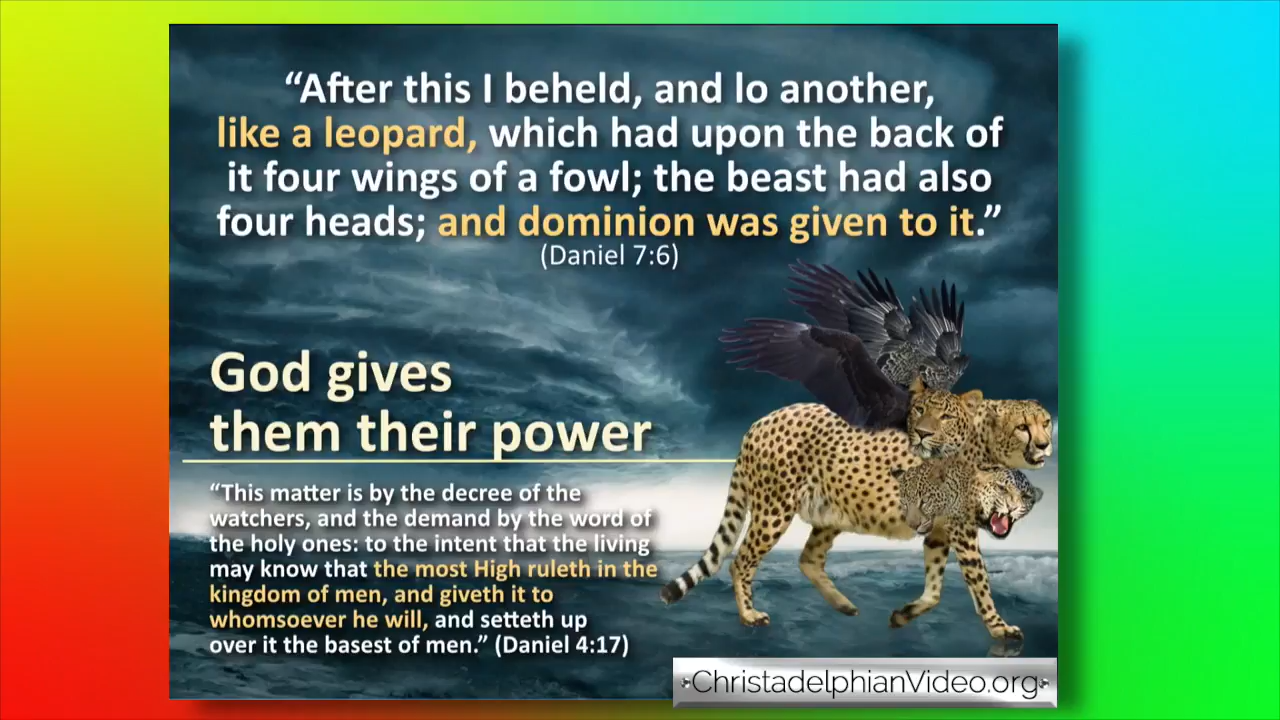 “After this I beheld, and lo another,
like a leopard, which had upon the back of
it four wings of a fowl; the beast had also
four heads; and dominion was given to it.”
(Daniel 7:6)
God gives
them their power
“This matter is by the decree of the
watchers, and the demand by the word of
the holy ones: to the intent that the living
may know that the most High ruleth in the
kingdom of men, and giveth it to
whomsoever he will, and setteth up
over it the basest of men.” (Daniel 4:17)
ChristadelphianVideo.org